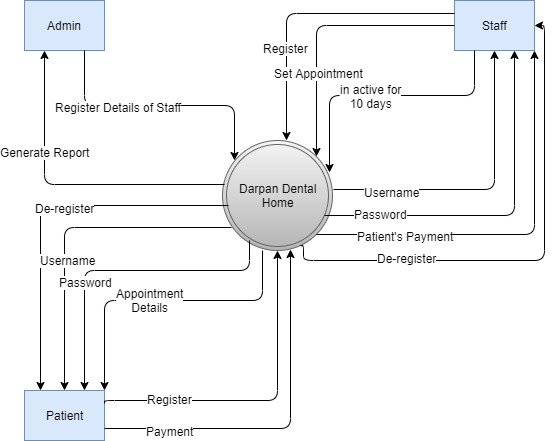 Admin
Staff
Register
Set Appointment
in active for
10 days
Register Details of Staff
Generate Report
Darpan Dental
Home
Username
Password
Patient's Payment
De-register
De-register
Username
Password
Appointment
Details
Patient
Register
Payment